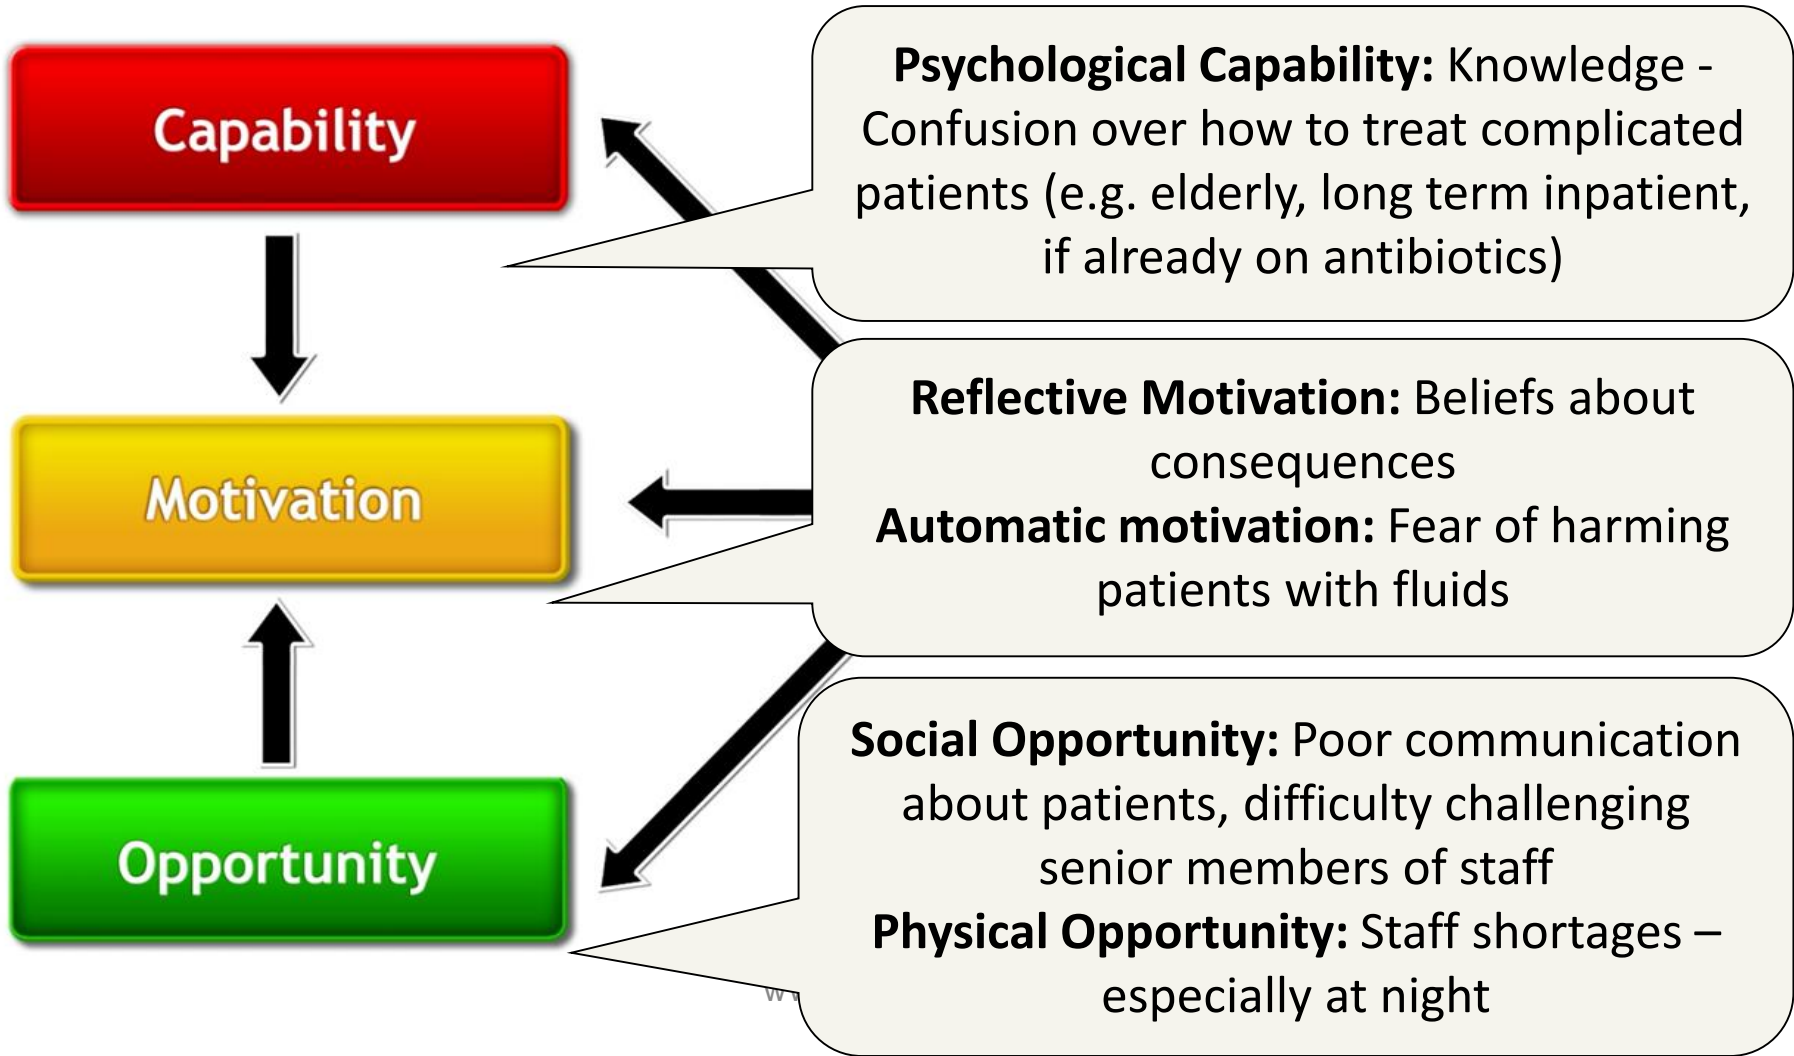 Capability
Psychological Capability: Knowledge -
Confusion over how to treat complicated
patients (e.g. elderly, long term inpatient,
if already on antibiotics)
Motivation
Reflective Motivation: Beliefs about
consequences
Automatic motivation: Fear of harming
patients with fluids
Opportunity
Social Opportunity: Poor communication
about patients, difficulty challenging
senior members of staff
Physical Opportunity: Staff shortages –
especially at night